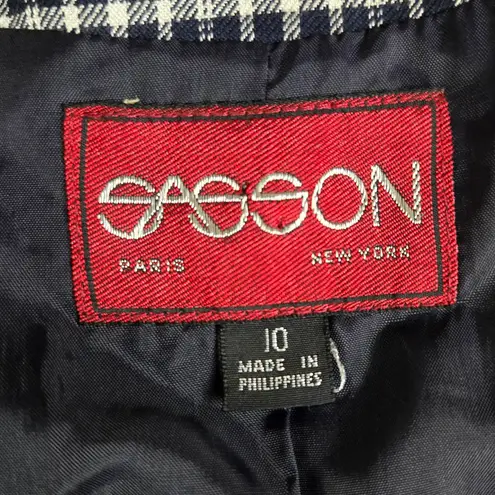 SASSON
PARIS NEW YORK
10
MADE IN
PHILIPPINES